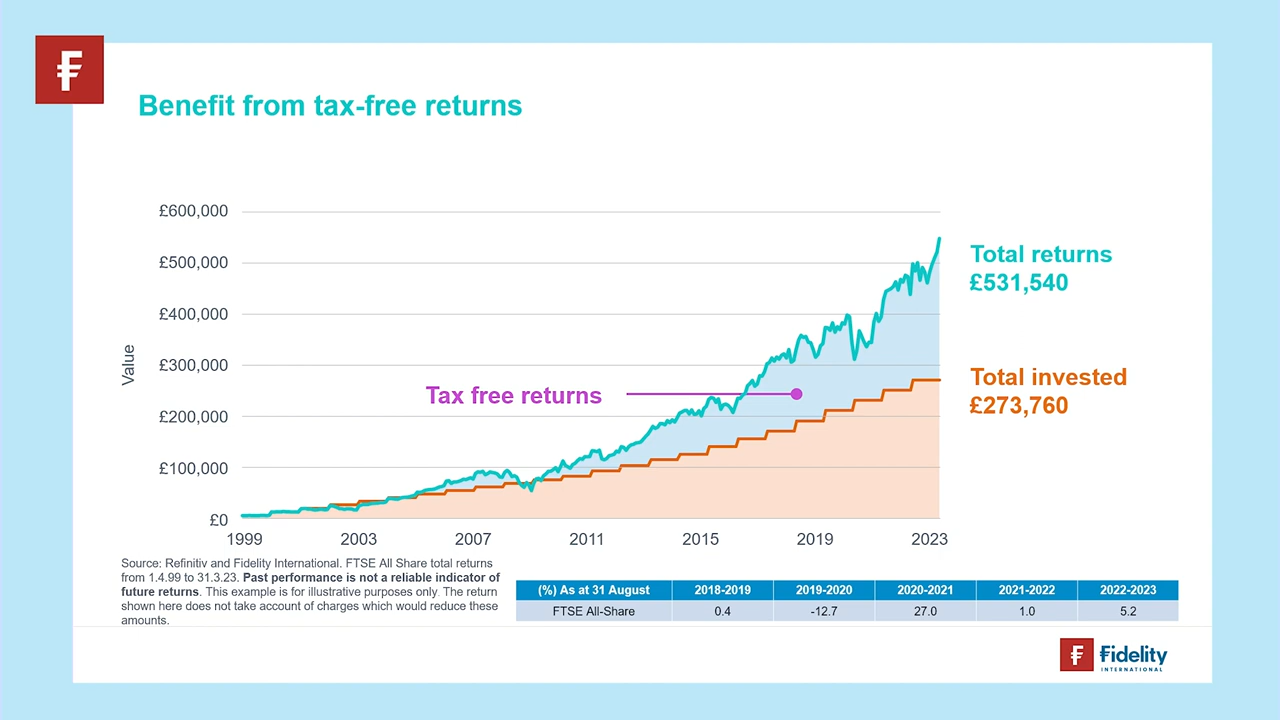 Benefit from tax-free returns
£600,000
£500,000
£400,000
£300,000
£200,000
£100,000
£0
Value
Tax free returns
Total returns
£531,540
Total invested
£273,760
1999 2003 2007 2011 2015 2019 2023
Source: Refinitiv and Fidelity International. FTSE All Share total returns
from 1.4.99 to 31.3.23. Past performance is not a reliable indicator of
future returns. This example is for illustrative purposes only. The return
shown here does not take account of charges which would reduce these
amounts.
(%) As at 31 August 2018-2019 2019-2020 2020-2021 2021-2022 2022-2023
FTSE All-Share 0.4 -12.7 27.0 1.0 5.2
Fidelity
INTERNATIONAL